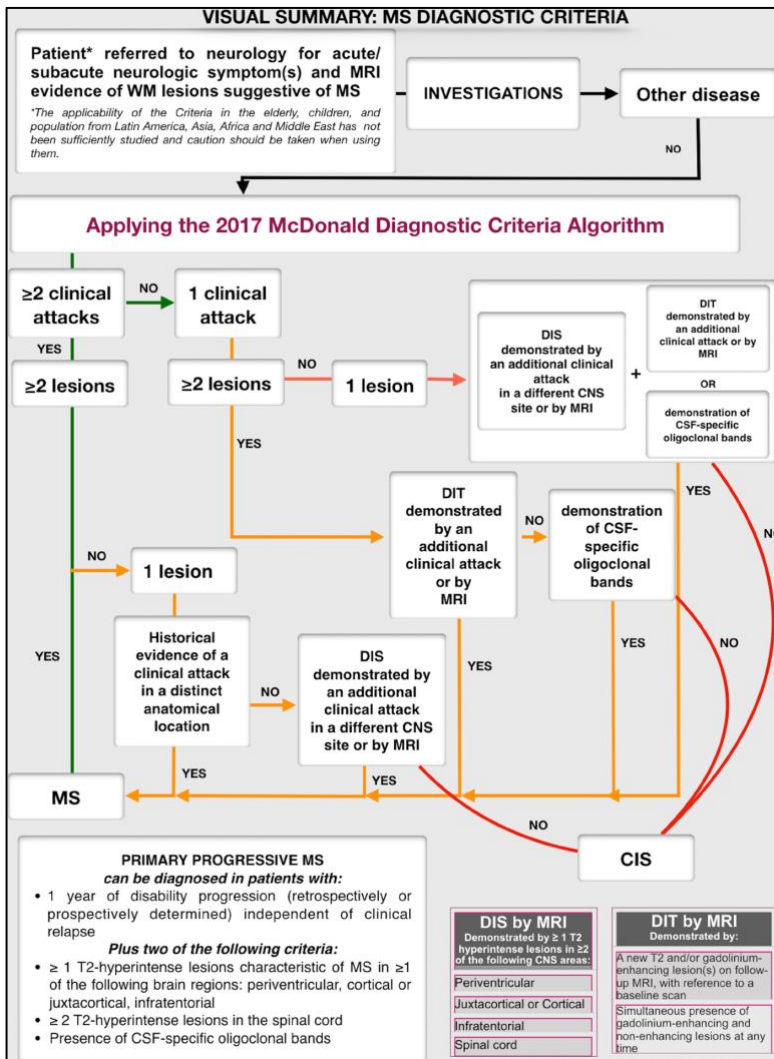 VISUAL SUMMARY: MS DIAGNOSTIC CRITERIA
Patient* referred to neurology for acute/
subacute neurologic symptom(s) and MRI
evidence of WM lesions suggestive of MS
*The applicability of the Criteria in the elderly, children, and
population from Latin America, Asia, Africa and Middle East has not
been sufficiently studied and caution should be taken when using
them.
INVESTIGATIONS
Other disease
NO
Applying the 2017 McDonald Diagnostic Criteria Algorithm
≥2 clinical
attacks
NO
1 clinical
attack
YES
≥2 lesions
≥2 lesions
NO
1 lesion
DIS
demonstrated by
an additional clinical
attack
in a different CNS
site or by MRI
+
DIT
demonstrated by
an additional
clinical attack or by
MRI
OR
demonstration of
CSF-specific
oligoclonal bands
YES
YES
NO
DIT
demonstrated
by an
additional
clinical attack
or by
MRI
NO
demonstration
of CSF-
specific
oligoclonal
bands
NO
1 lesion
YES
Historical
evidence of a
clinical attack
in a distinct
anatomical
location
NO
DIS
demonstrated by
an additional
clinical attack
in a different CNS
site or by MRI
YES
YES
NO
YES
YES
MS
NO
CIS
PRIMARY PROGRESSIVE MS
can be diagnosed in patients with:
• 1 year of disability progression (retrospectively or
prospectively determined) independent of clinical
relapse
Plus two of the following criteria:
• ≥ 1 T2-hyperintense lesions characteristic of MS in ≥1
of the following brain regions: periventricular, cortical or
juxtacortical, infratentorial
• ≥ 2 T2-hyperintense lesions in the spinal cord
• Presence of CSF-specific oligoclonal bands
DIS by MRI
Demonstrated by ≥ 1 T2
hyperintense lesions in ≥2
of the following CNS areas:
Periventricular
Juxtacortical or Cortical
Infratentorial
Spinal cord
DIT by MRI
Demonstrated by:
A new T2 and/or gadolinium-
enhancing lesion(s) on follow-
up MRI, with reference to a
baseline scan
Simultaneous presence of
gadolinium-enhancing and
non-enhancing lesions at any
time